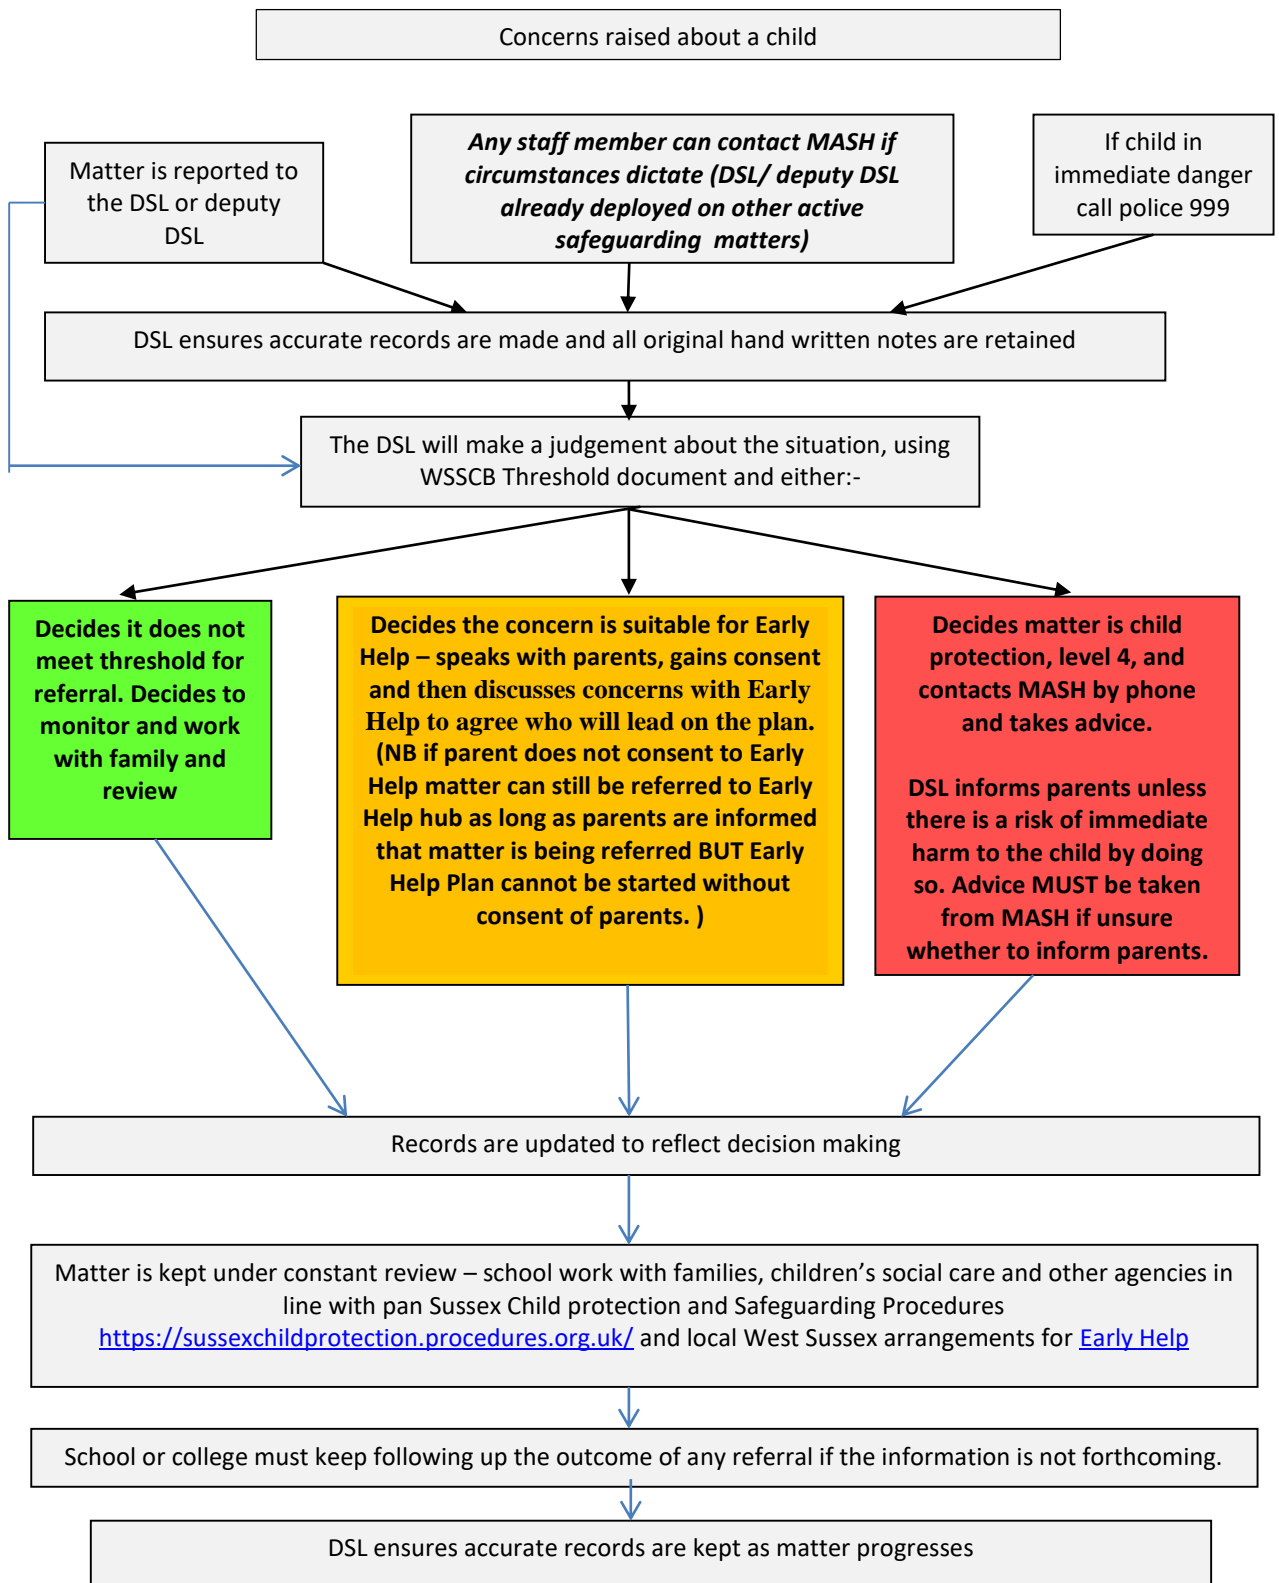 Concerns raised about a child
Matter is reported to
the DSL or deputy
DSL
Any staff member can contact MASH if
circumstances dictate (DSL/ deputy DSL
already deployed on other active
safeguarding matters)
If child in
immediate danger
call police 999
DSL ensures accurate records are made and all original hand written notes are retained
The DSL will make a judgement about the situation, using
WSSCB Threshold document and either:-
Decides it does not
meet threshold for
referral. Decides to
monitor and work
with family and
review
Decides the concern is suitable for Early
Help – speaks with parents, gains consent
and then discusses concerns with Early
Help to agree who will lead on the plan.
(NB if parent does not consent to Early
Help matter can still be referred to Early
Help hub as long as parents are informed
that matter is being referred BUT Early
Help Plan cannot be started without
consent of parents. )
Decides matter is child
protection, level 4, and
contacts MASH by phone
and takes advice.
DSL informs parents unless
there is a risk of immediate
harm to the child by doing
so. Advice MUST be taken
from MASH if unsure
whether to inform parents.
Records are updated to reflect decision making
Matter is kept under constant review – school work with families, children’s social care and other agencies in
line with pan Sussex Child protection and Safeguarding Procedures
https://sussexchildprotection.procedures.org.uk/ and local West Sussex arrangements for Early Help
School or college must keep following up the outcome of any referral if the information is not forthcoming.
DSL ensures accurate records are kept as matter progresses